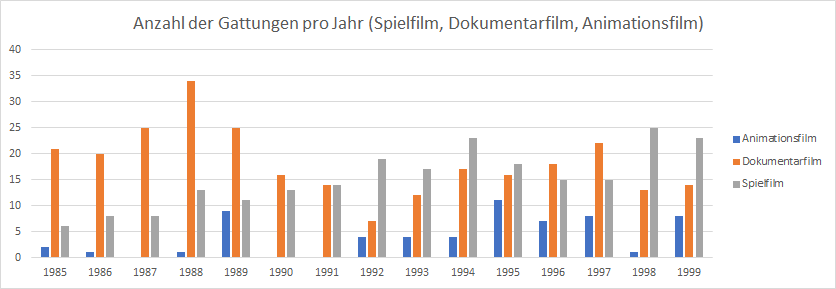 Anzahl der Gattungen pro Jahr (Spielfilm, Dokumentarfilm, Animationsfilm)
40
35
30
25
20
15
10
5
0
1985 1986 1987 1988 1989 1990 1991 1992 1993 1994 1995 1996 1997 1998 1999
Animationsfilm
Dokumentarfilm
Spielfilm